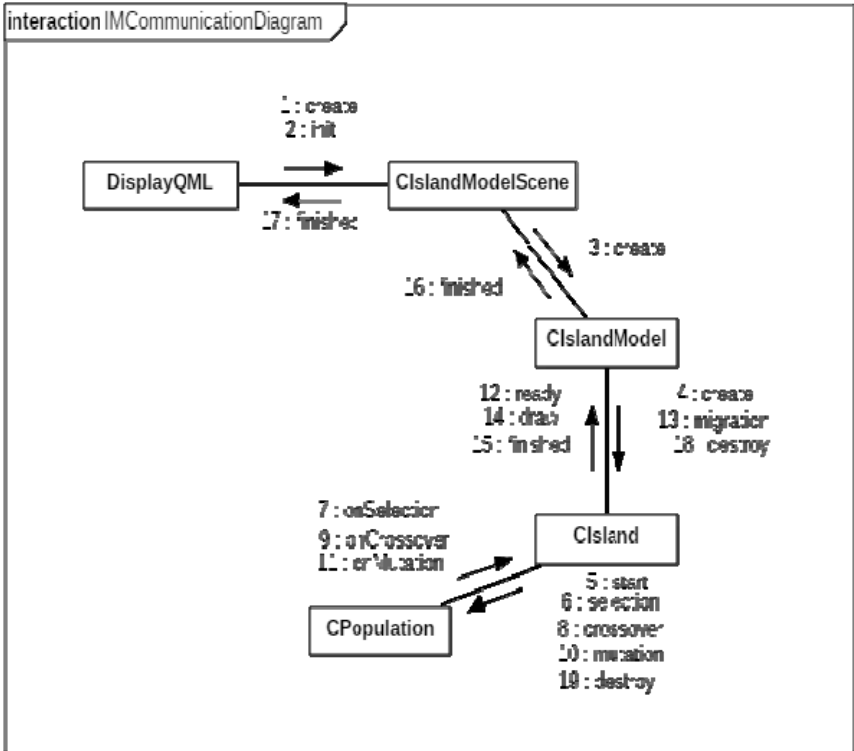 interaction IMCommunicationDiagram
1 : create
2 : init
DisplayQML
CIslandModelScene
17 : finished
3 : create
16 : finished
CIslandModel
12 : ready
4 : create
14 : draw
13 : migration
15 : finished
18 : destroy
7 : onSelection
CIsland
9 : onCrossover
11 : onMutation
5 : start
6 : selection
CPopulation
8 : crossover
10 : mutation
19 : destroy